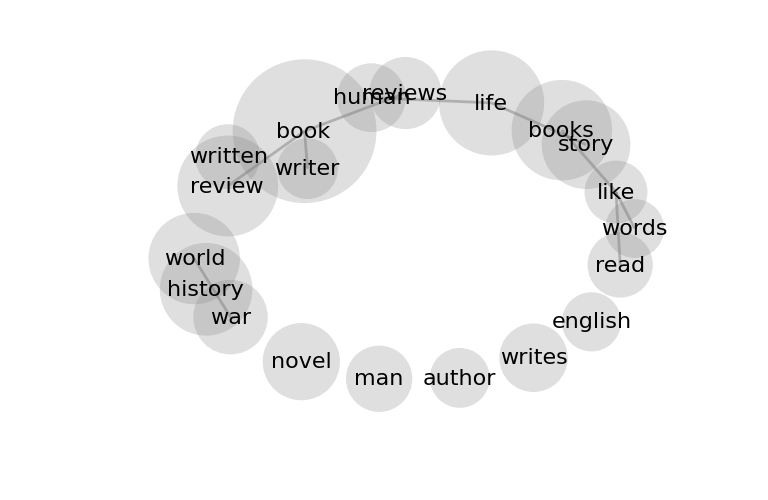 human
reviews
life
book
books
story
written
writer
review
like
words
world
read
history
war
english
novel
man
author
writes